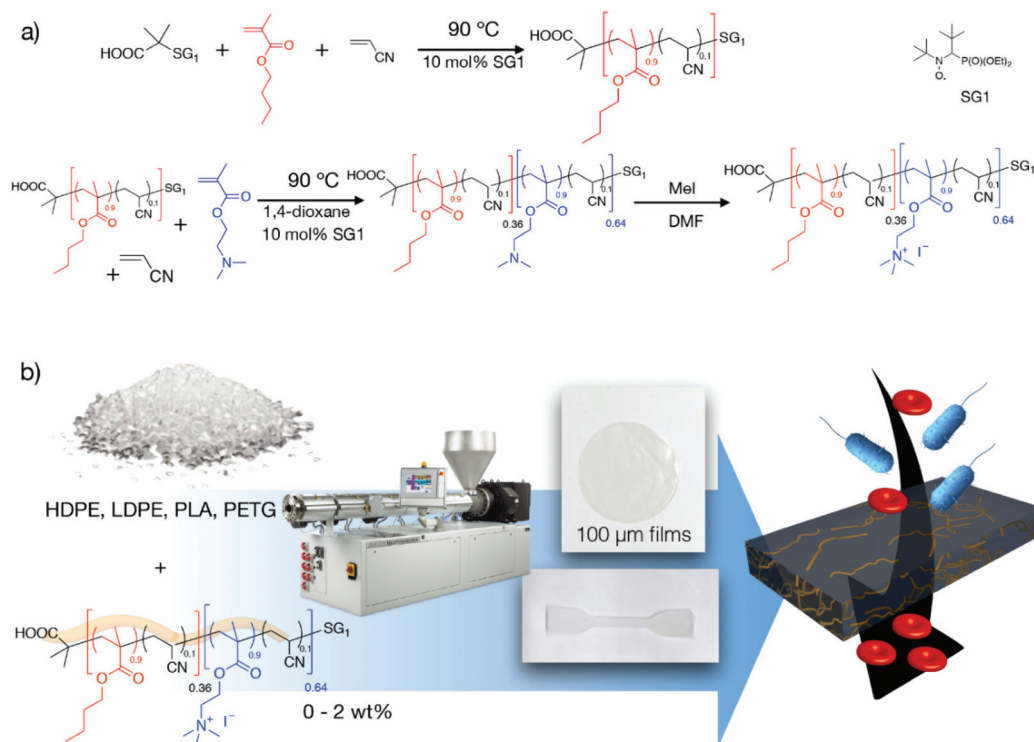 a)
HOOC
SG1
+
O
O
+
CN
90 °C
10 mol% SG1
HOOC
SG1
0.9
0.1
O
O
CN
N
O.
P(O)(OEt)2
SG1
HOOC
SG1
0.9
0.1
O
O
CN
+
+
CN
O
O
N
90 °C
1,4-dioxane
10 mol% SG1
HOOC
SG1
0.9
0.1
0.9
0.1
O
O
CN
0.36
O
O
CN
0.64
N
MeI
DMF
HOOC
SG1
0.9
0.1
0.9
0.1
O
O
CN
0.36
O
O
CN
0.64
N+ I−
b)
HDPE, LDPE, PLA, PETG
+
HOOC
SG1
0.9
0.1
0.9
0.1
O
O
CN
0.36
O
O
CN
0.64
N+ I−
0 - 2 wt%
100 µm films